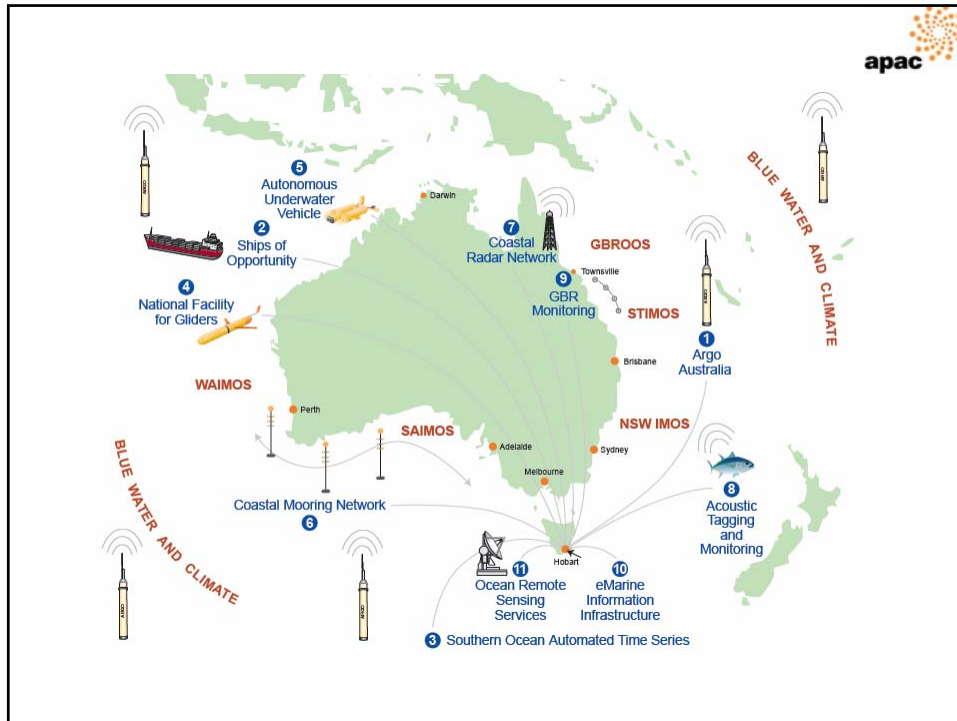 apac
5
Autonomous
Underwater
Vehicle
Darwin
BLUE WATER AND CLIMATE
2
Ships of
Opportunity
7
Coastal
Radar Network
GBROOS
Townsville
9
GBR
Monitoring
STIMOS
4
National Facility
for Gliders
1
Argo
Australia
Brisbane
WAIMOS
Perth
SAIMOS
NSW IMOS
Adelaide
Sydney
Melbourne
BLUE WATER AND CLIMATE
Coastal Mooring Network
6
8
Acoustic
Tagging
and
Monitoring
Hobart
11
Ocean Remote
Sensing
Services
10
eMarine
Information
Infrastructure
3 Southern Ocean Automated Time Series